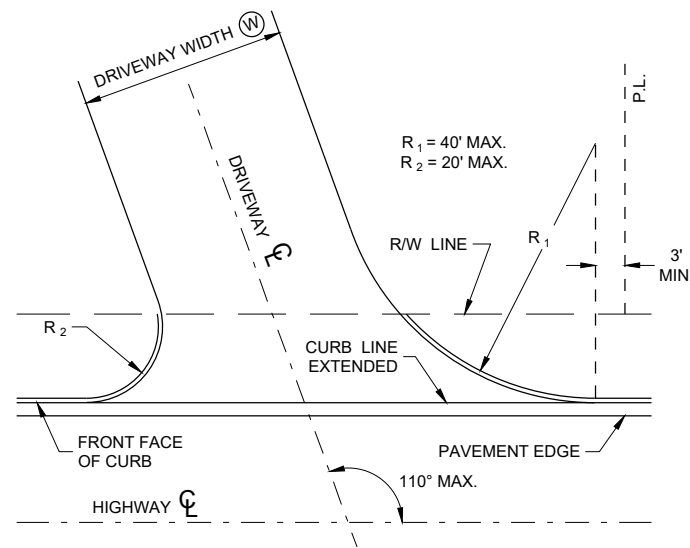 DRIVEWAY WIDTH Ⓦ
P.L.
R₁ = 40' MAX.
R₂ = 20' MAX.
DRIVEWAY ℄
R/W LINE
R₁
3'
MIN
R₂
CURB LINE
EXTENDED
FRONT FACE
OF CURB
PAVEMENT EDGE
110° MAX.
HIGHWAY ℄